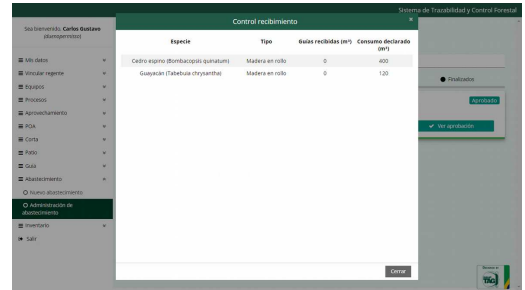 Sistema de Trazabilidad y Control Forestal
Sea bienvenido, Carlos Gustavo
Mis datos
Vincular regente
Equipos
Procesos
Aprovechamiento
POA
Corta
Patio
Guía
Abastecimiento
Nuevo abastecimiento
Administración de
abastecimiento
Inventario
Salir
Control recibimiento
Especie Tipo Guías recibidas (m³) Consumo declarado
(m³)
Cedro espino (Bombacopsis quinatum) Madera en rollo 0 400
Guayacán (Tabebuia chrysantha) Madera en rollo 0 120
Cerrar
Finalizados
Aprobado
Ver aprobación